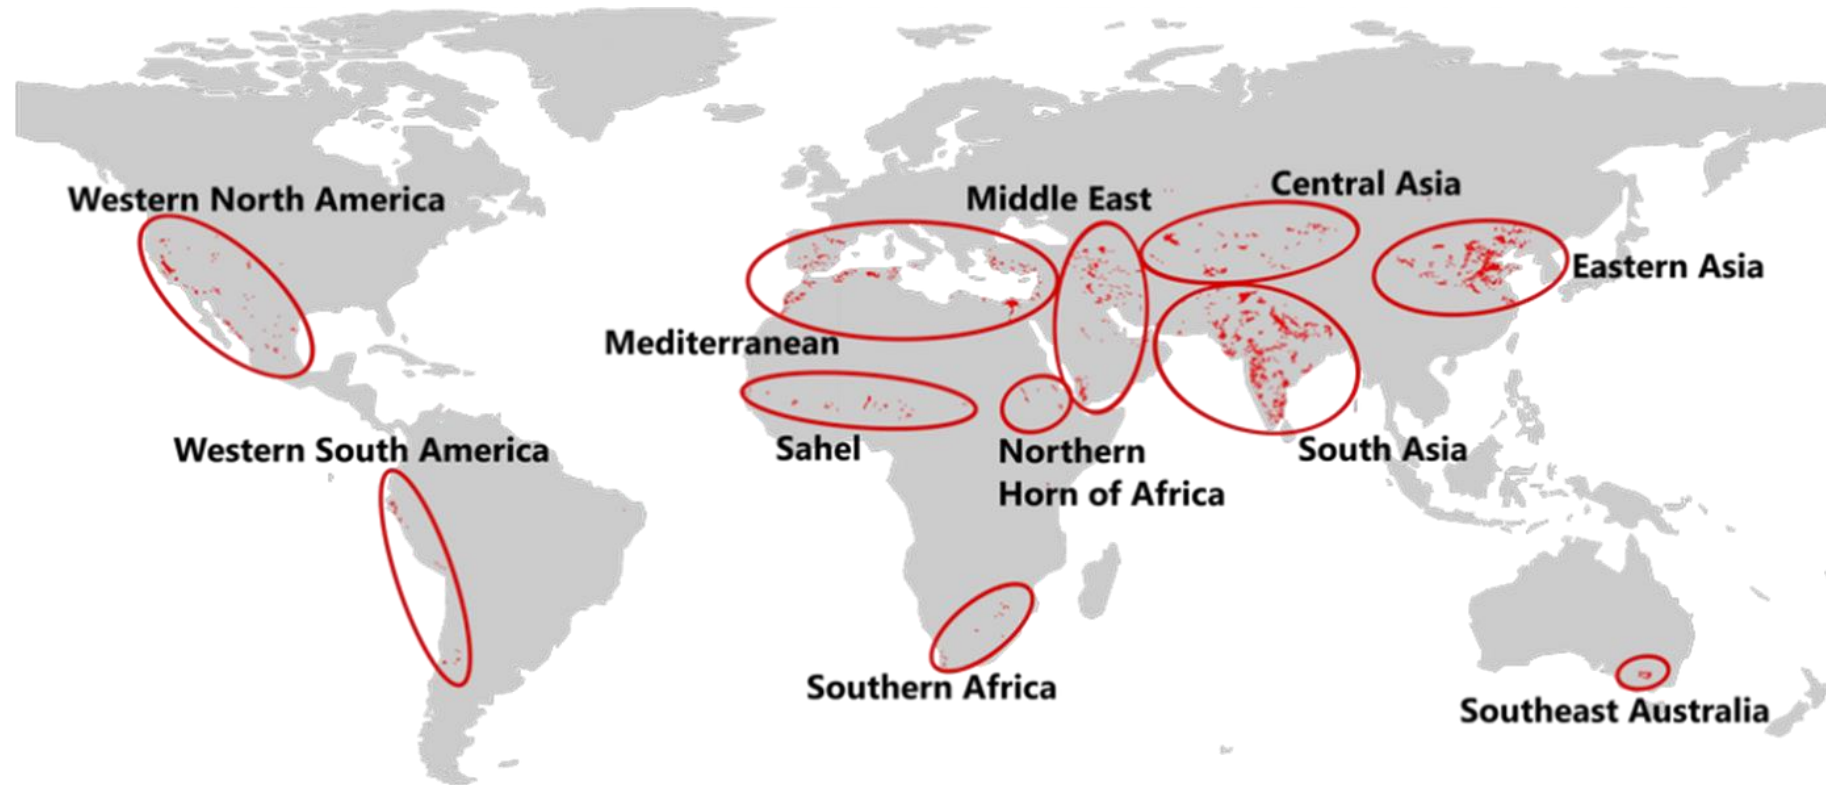 Central Asia
Western North America
Middle East
Eastern Asia
Mediterranean
Western South America
Sahel
Northern
Horn of Africa
South Asia
Southern Africa
Southeast Australia